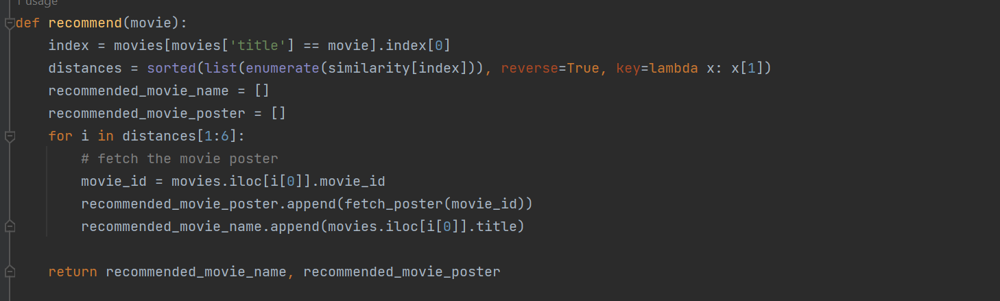 1 usage
def recommend(movie):
    index = movies[movies['title'] == movie].index[0]
    distances = sorted(list(enumerate(similarity[index])), reverse=True, key=lambda x: x[1])
    recommended_movie_name = []
    recommended_movie_poster = []
    for i in distances[1:6]:
        # fetch the movie poster
        movie_id = movies.iloc[i[0]].movie_id
        recommended_movie_poster.append(fetch_poster(movie_id))
        recommended_movie_name.append(movies.iloc[i[0]].title)
    return recommended_movie_name, recommended_movie_poster